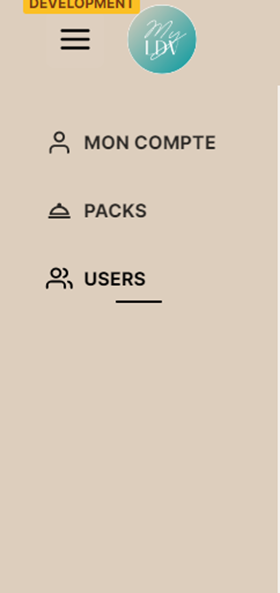 DEVELOPMENT
My
LDV
MON COMPTE
PACKS
USERS